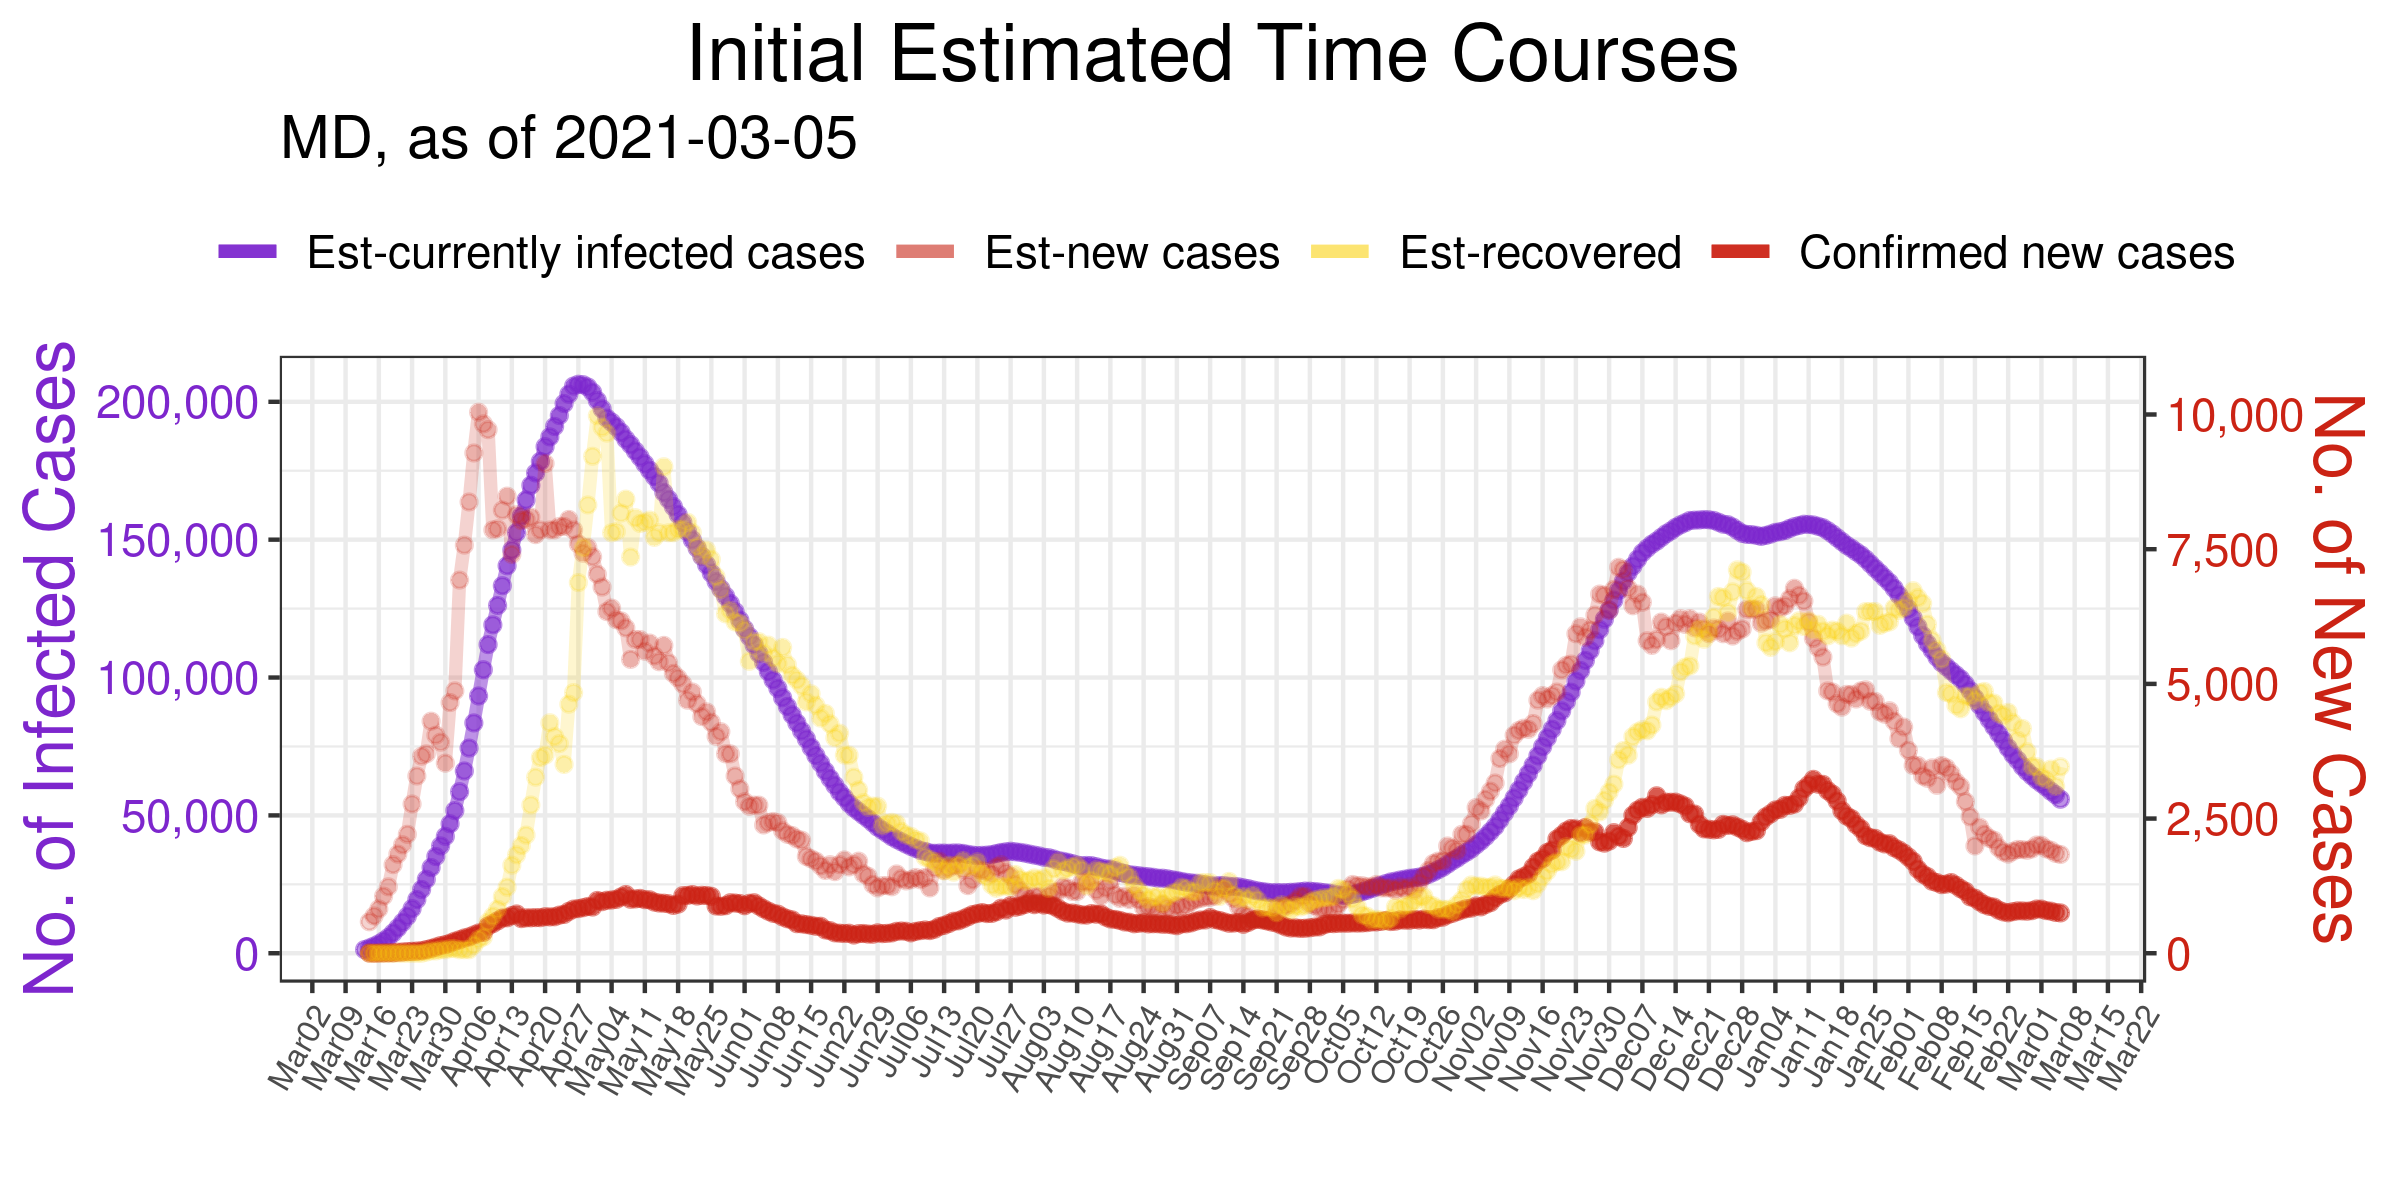 Initial Estimated Time Courses
MD, as of 2021-03-05
Est-currently infected cases Est-new cases Est-recovered Confirmed new cases
No. of Infected Cases
200,000
150,000
100,000
50,000
0
10,000
7,500
5,000
2,500
0
No. of New Cases
Mar02 Mar09 Mar16 Mar23 Mar30 Apr06 Apr13 Apr20 Apr27 May04 May11 May18 May25 Jun01 Jun08 Jun15 Jun22 Jun29 Jul06 Jul13 Jul20 Jul27 Aug03 Aug10 Aug17 Aug24 Aug31 Sep07 Sep14 Sep21 Sep28 Oct05 Oct12 Oct19 Oct26 Nov02 Nov09 Nov16 Nov23 Nov30 Dec07 Dec14 Dec21 Dec28 Dec04 Jan11 Jan18 Jan25 Jan25 Feb01 Feb08 Feb15 Feb22 Mar01 Mar08 Mar15 Mar22